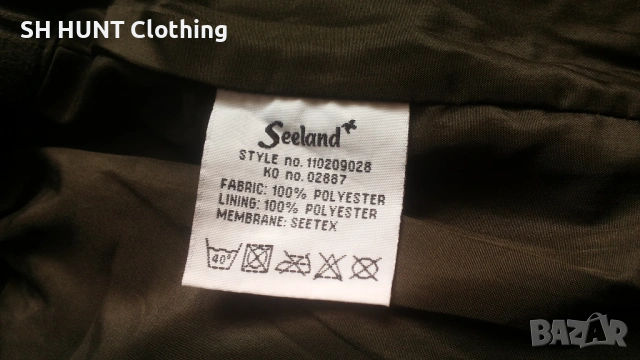 SH HUNT Clothing
Seeland
STYLE no. 110209028
KO no. 02887
FABRIC: 100% POLYESTER
LINING: 100% POLYESTER
MEMBRANE: SEETEX
40°
BAZAR